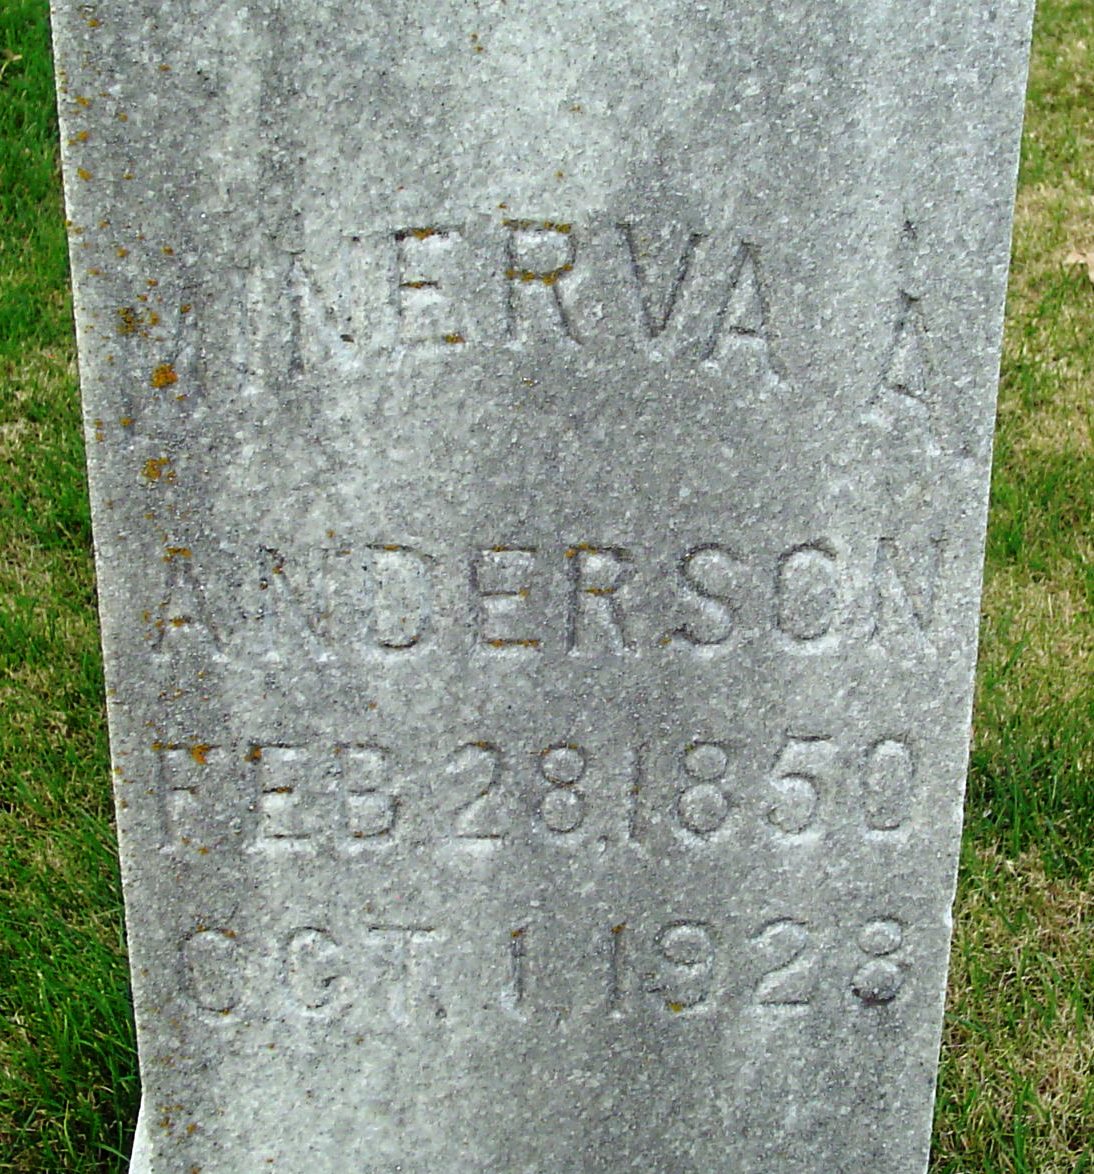 MINERVA A
ANDERSON
FEB 28, 1850
OCT. 1, 1928